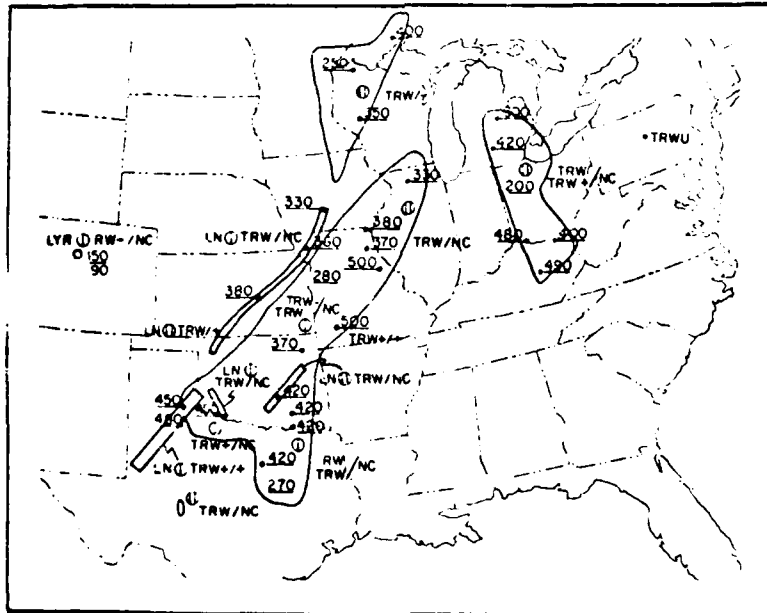 400
250
TRW/+
350
300
420
TRWU
TRW
TRW+/NC
200
330
330
LYR RW-/NC
150
90
LN TRW/NC
360
380
370
TRW/NC
480
400
490
280
500
380
TRW-
TRW/NC
LN TRW/+
500
TRW+/+
370
LN
TRW/NC
LN TRW/NC
450
420
420
480
420
TRW+/NC
LN TRW+/+
420
RW
TRW/NC
270
TRW/NC